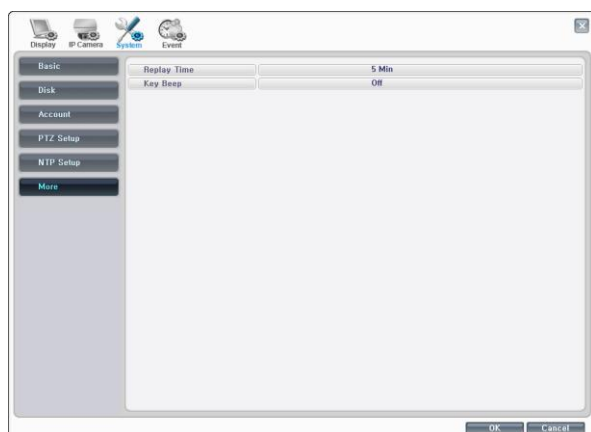 Display IP Camera System Event
Basic
Disk
Account
PTZ Setup
NTP Setup
More
Replay Time 5 Min
Key Beep Off
OK Cancel